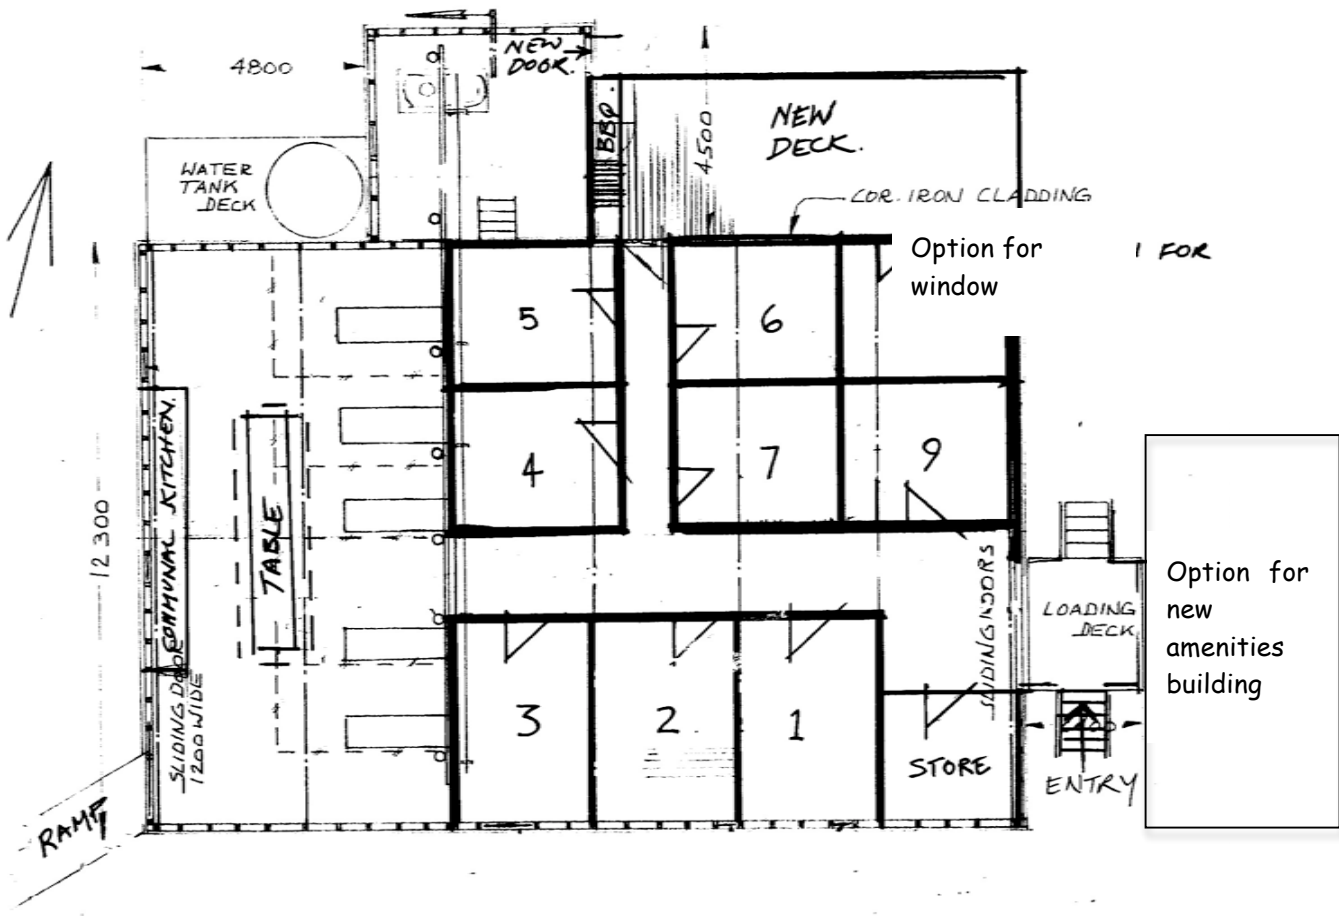 NEW
DOOR.
4800
BBQ.
4500
NEW
DECK.
WATER
TANK
DECK
COR. IRON CLADDING
Option for
window
FOR
5
6
4
7
9
COMMUNAL KITCHEN.
TABLE
12300
SLIDING DOOR
1200 WIDE
SLIDING DOORS
LOADING
DECK
Option for
new
amenities
building
3
2
1
STORE
ENTRY
RAMP